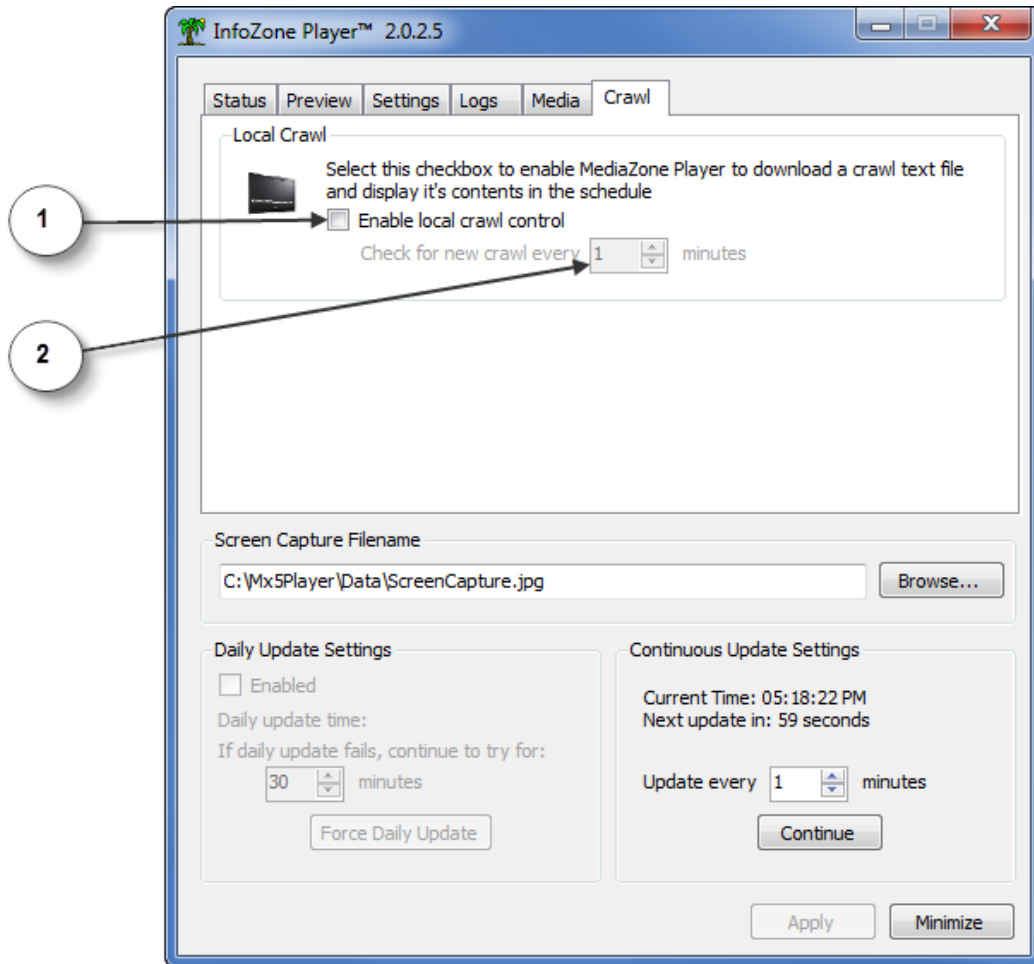 InfoZone Player™ 2.0.2.5
Status Preview Settings Logs Media Crawl
Local Crawl
Select this checkbox to enable MediaZone Player to download a crawl text file
and display it's contents in the schedule
1
Enable local crawl control
Check for new crawl every 1 minutes
2
Screen Capture Filename
C:\Mx5Player\Data\ScreenCapture.jpg Browse...
Daily Update Settings
Enabled
Daily update time:
If daily update fails, continue to try for:
30 minutes
Force Daily Update
Continuous Update Settings
Current Time: 05:18:22 PM
Next update in: 59 seconds
Update every 1 minutes
Continue
Apply Minimize